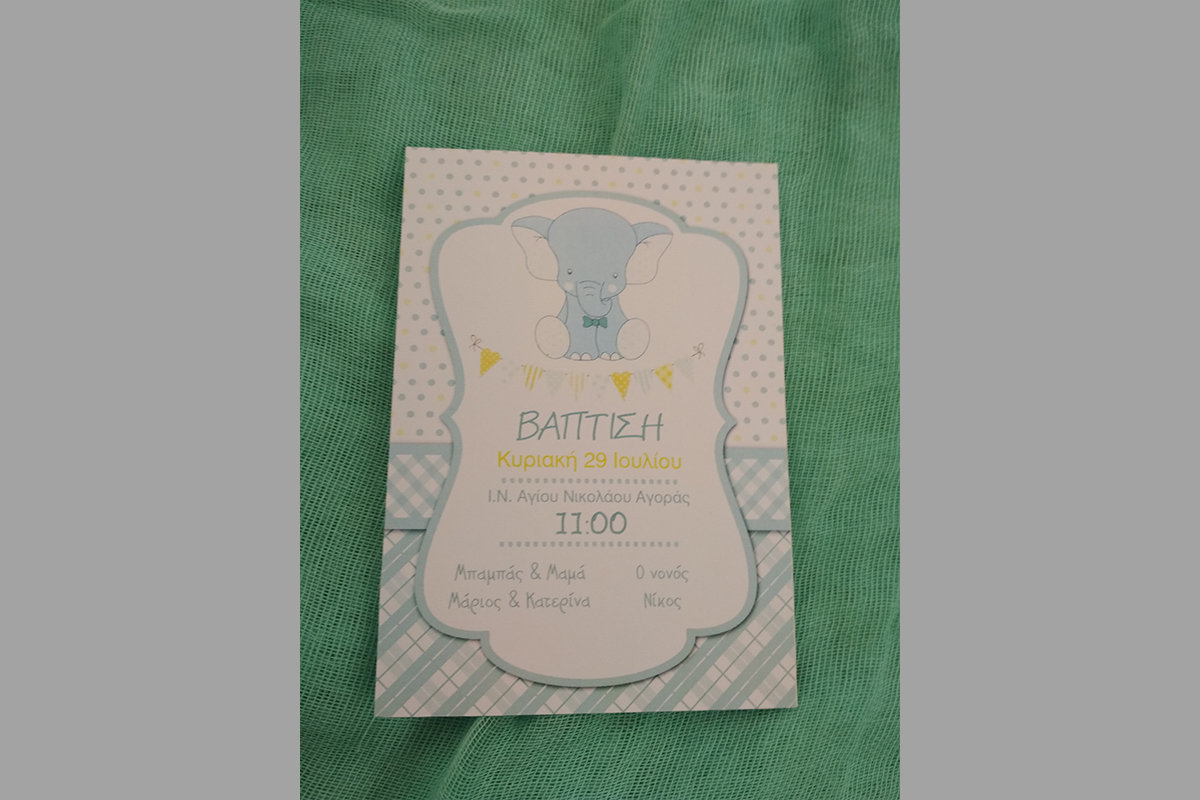 ΒΑΠΤΙΣΗ
Κυριακή 29 Ιουλίου
Ι.Ν. Αγίου Νικολάου Αγοράς
11:00
Μπαμπάς & Μαμά Ο νονός
Μάριος & Κατερίνα Νίκος